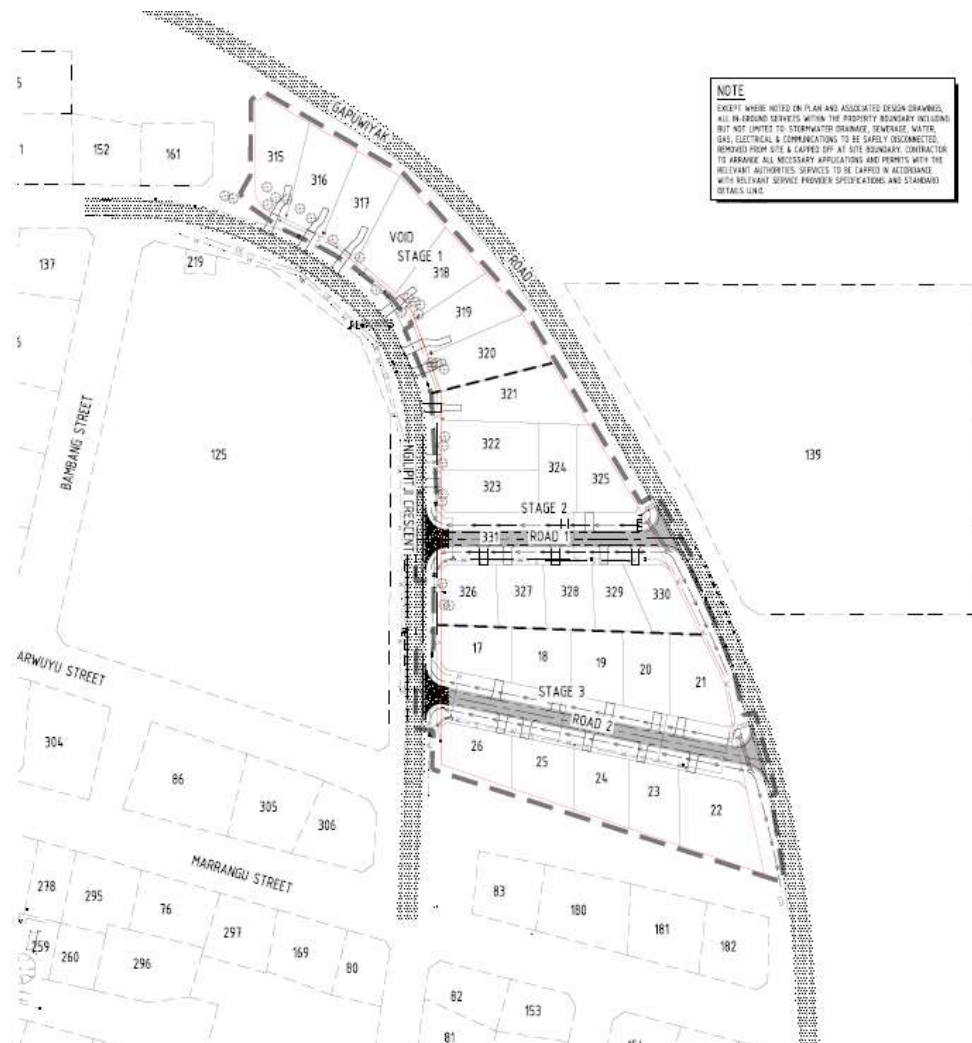 NOTE
EXCEPT WHERE NOTED ON PLAN AND ASSOCIATED DESIGN DRAWINGS,
ALL IN-GROUND SERVICES WITHIN THE PROPERTY BOUNDARY INCLUDING
BUT NOT LIMITED TO: STORMWATER DRAINAGE, SEWERAGE, WATER,
GAS, ELECTRICAL & COMMUNICATIONS TO BE SAFELY DISCONNECTED,
REMOVED FROM SITE & CAPPED OFF AT SITE BOUNDARY. CONTRACTOR
TO ARRANGE ALL NECESSARY APPLICATIONS AND PERMITS WITH THE
RELEVANT AUTHORITIES. SERVICES TO BE CAPPED IN ACCORDANCE
WITH RELEVANT SERVICE PROVIDER SPECIFICATIONS AND STANDARD
DETAILS U.N.O.
GAPUWIYAK
ROAD
152
161
315
316
317
VOID
STAGE 1
318
319
320
321
137
219
125
BAMBANG STREET
139
322
323
324
325
STAGE 2
331
ROAD 1
326
327
328
329
330
17
18
19
20
21
STAGE 3
ROAD 2
26
25
24
23
22
ARWUYU STREET
304
86
305
306
MARRANGU STREET
278
295
76
297
169
80
259
260
296
83
180
181
182
82
153
81